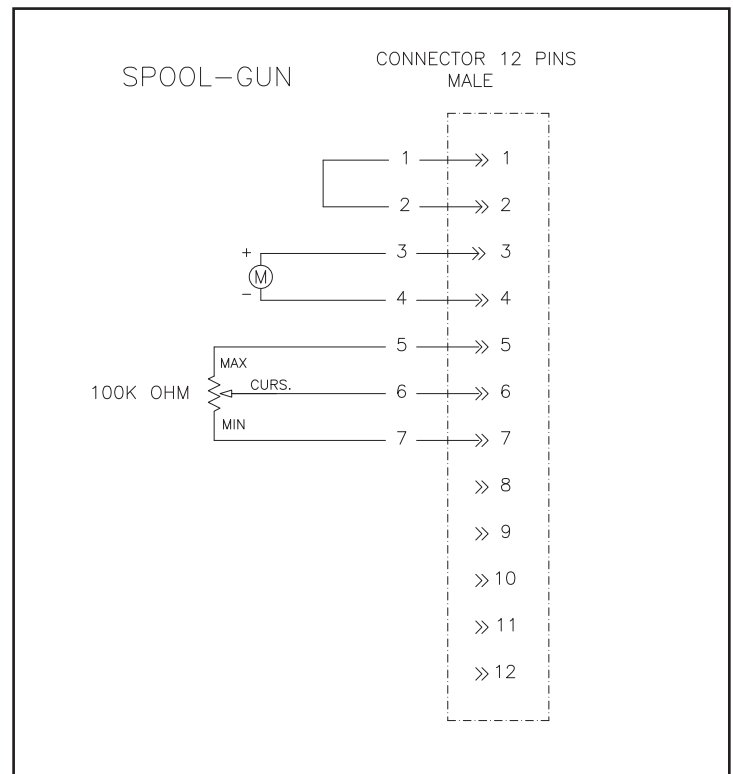 SPOOL-GUN
CONNECTOR 12 PINS
MALE
1 1
2 2
+ 3 3
M
- 4 4
5 5
MAX
100K OHM CURS. 6 6
MIN
7 7
8
9
10
11
12